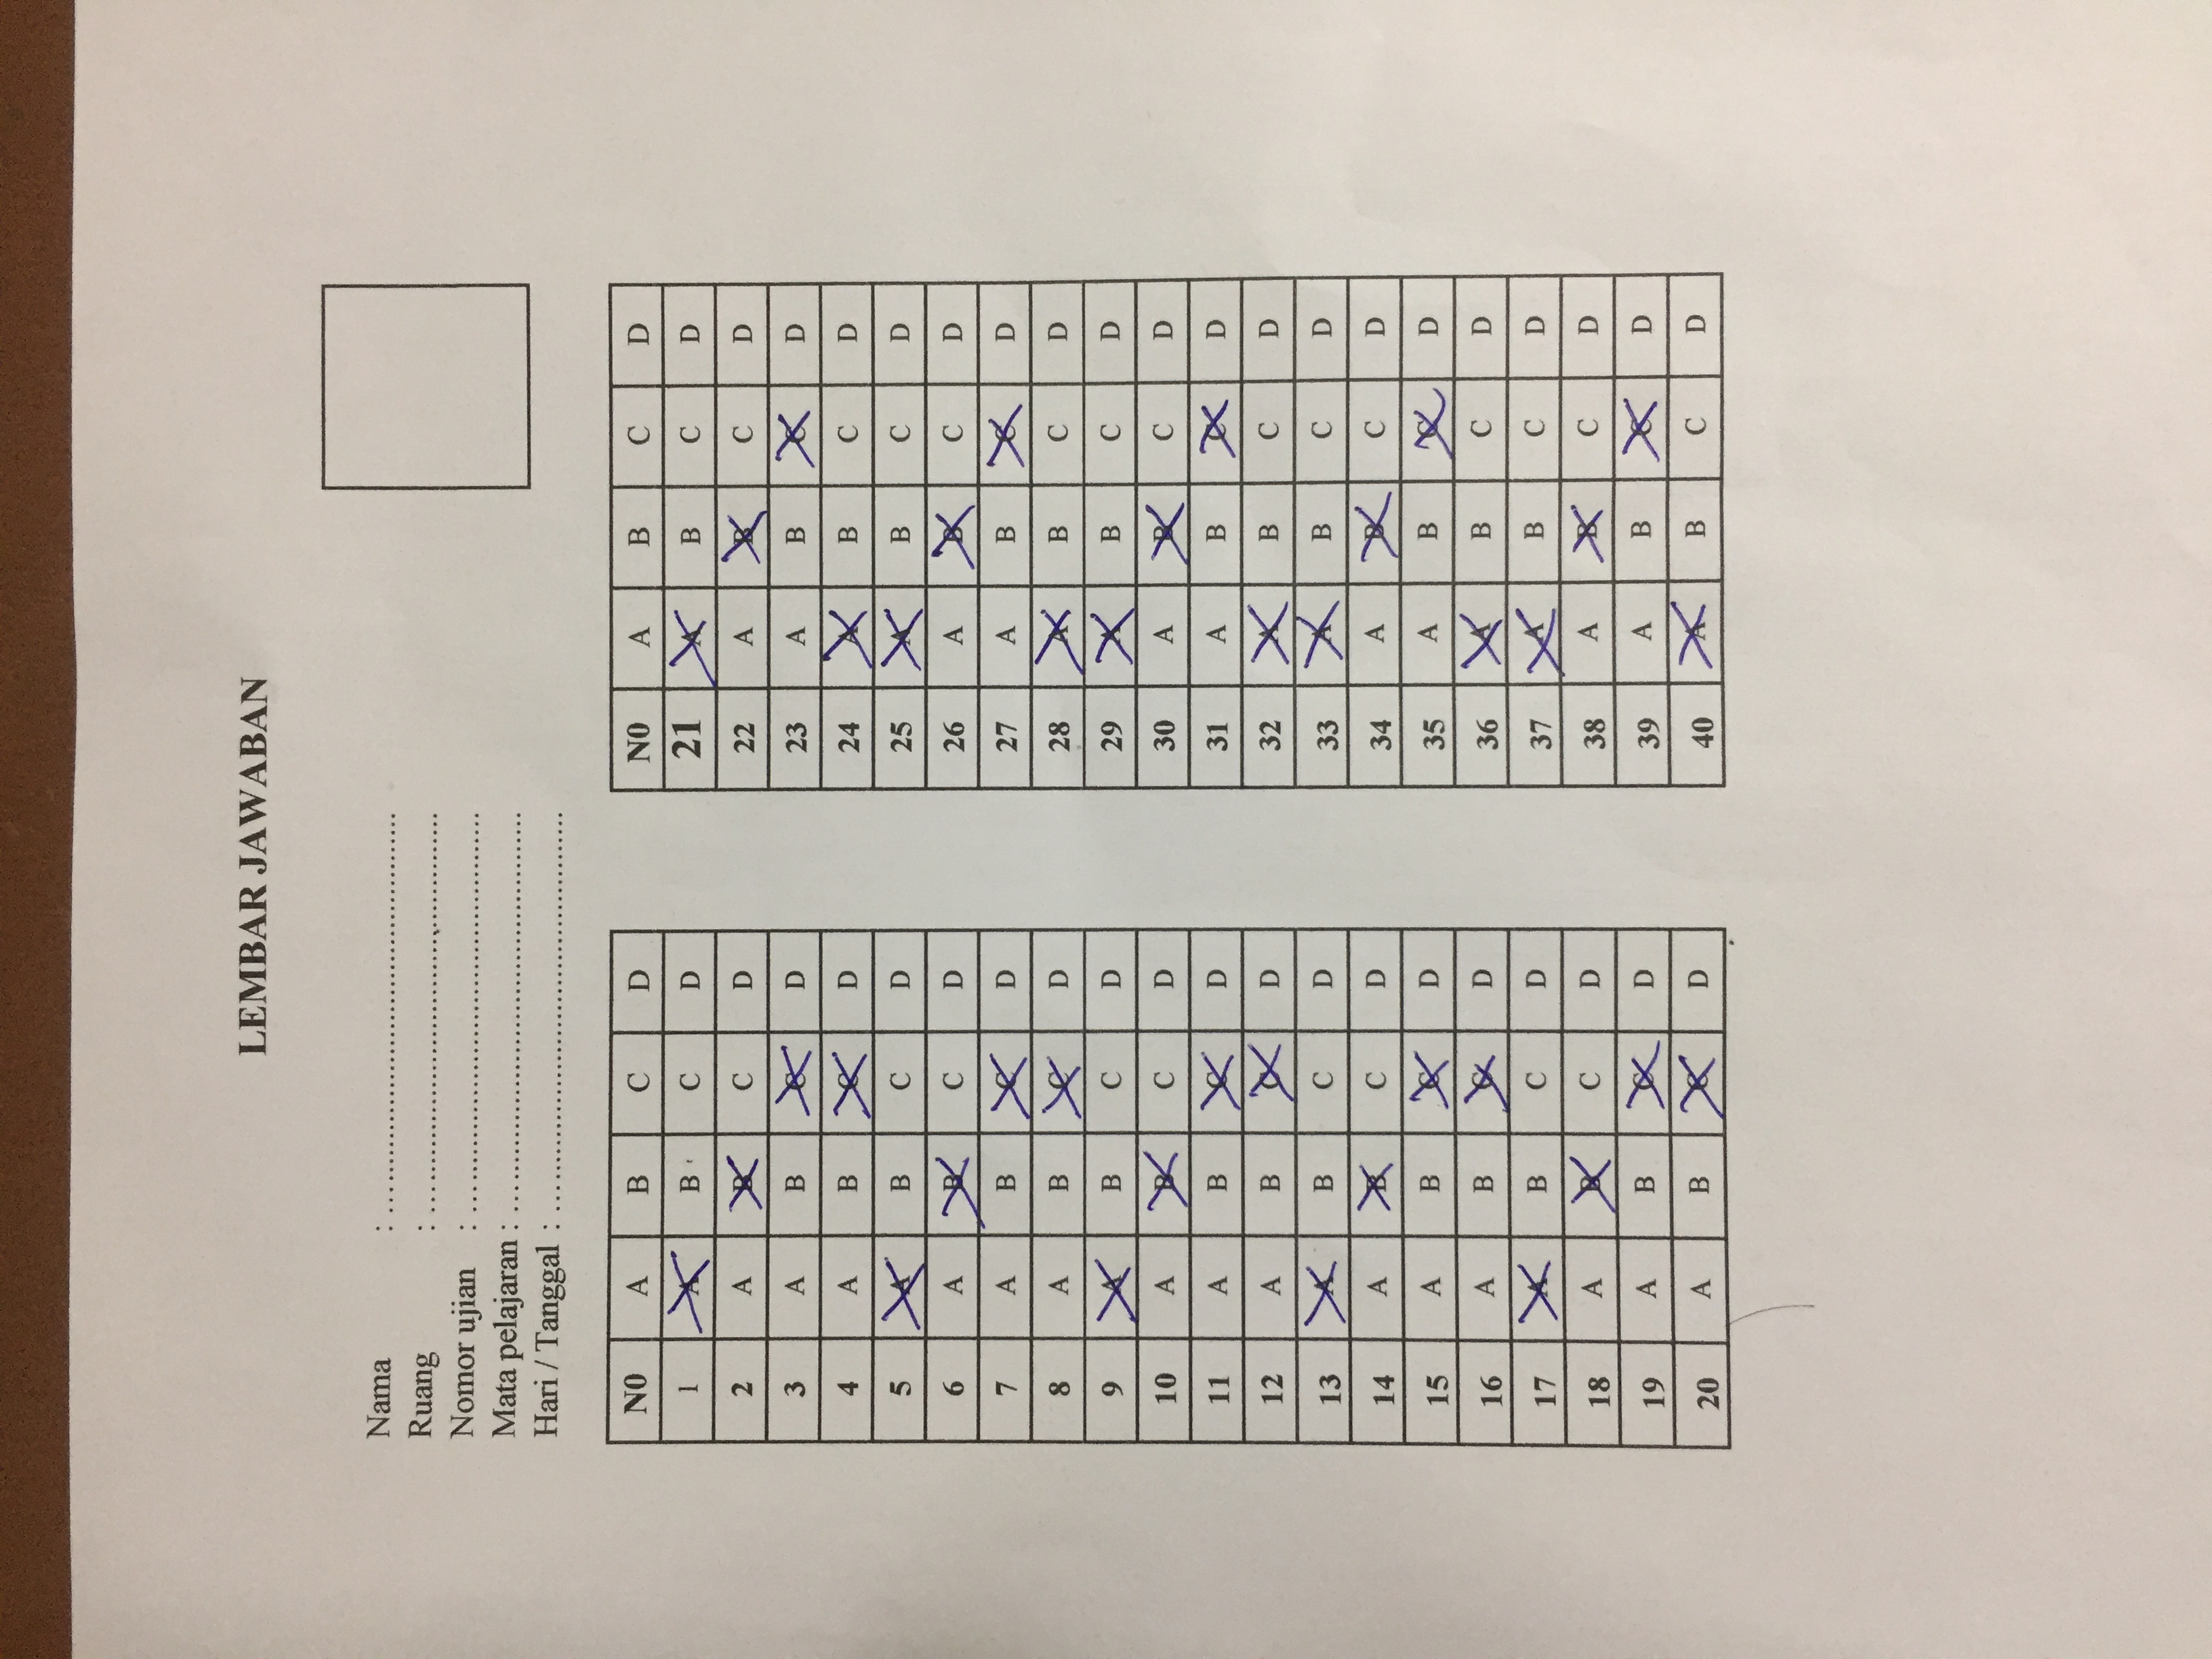 LEMBAR JAWABAN
Nama : ................................................
Ruang : ................................................
Nomor ujian : ................................................
Mata pelajaran : ................................................
Hari / Tanggal : ................................................
N0 A B C D
1 A B C D
2 A B C D
3 A B C D
4 A B C D
5 A B C D
6 A B C D
7 A B C D
8 A B C D
9 A B C D
10 A B C D
11 A B C D
12 A B C D
13 A B C D
14 A B C D
15 A B C D
16 A B C D
17 A B C D
18 A B C D
19 A B C D
20 A B C D
N0 A B C D
21 A B C D
22 A B C D
23 A B C D
24 A B C D
25 A B C D
26 A B C D
27 A B C D
28 A B C D
29 A B C D
30 A B C D
31 A B C D
32 A B C D
33 A B C D
34 A B C D
35 A B C D
36 A B C D
37 A B C D
38 A B C D
39 A B C D
40 A B C D